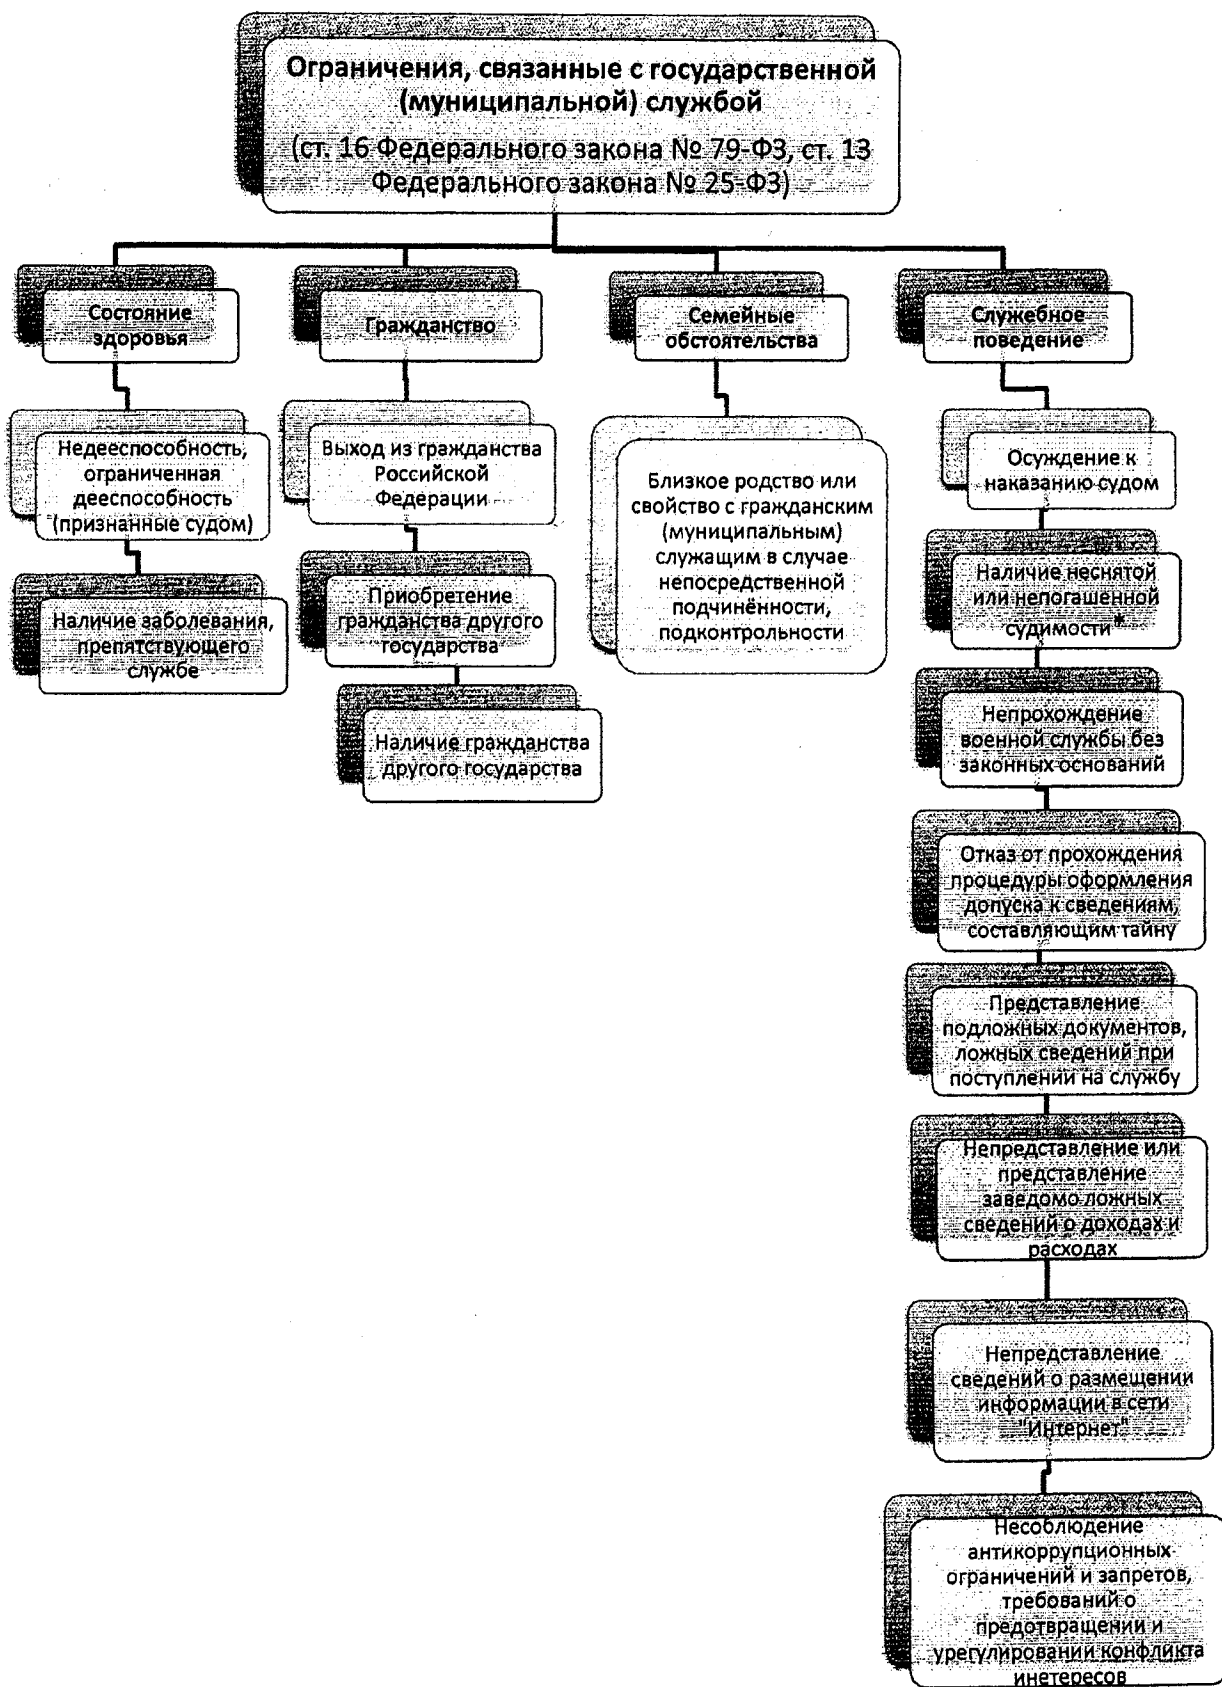 Ограничения, связанные с государственной
(муниципальной) службой
(ст. 16 Федерального закона № 79-ФЗ, ст. 13
Федерального закона № 25-ФЗ)
Состояние
здоровья
Недееспособность,
ограниченная
дееспособность
(признанные судом)
Наличие заболевания,
препятствующего
службе
Гражданство
Выход из гражданства
Российской
Федерации
Приобретение
гражданства другого
государства
Наличие гражданства
другого государства
Семейные
обстоятельства
Близкое родство или
свойство с гражданским
(муниципальным)
служащим в случае
непосредственной
подчинённости,
подконтрольности
Служебное
поведение
Осуждение к
наказанию судом
Наличие неснятой
или непогашенной
судимости*
Непрохождение
военной службы без
законных оснований
Отказ от прохождения
процедуры оформления
допуска к сведениям,
составляющим тайну
Представление
подложных документов,
ложных сведений при
поступлении на службу
Непредставление или
представление
заведомо ложных
сведений о доходах и
расходах
Непредставление
сведений о размещении
информации в сети
"Интернет"
Несоблюдение
антикоррупционных
ограничений и запретов,
требований о
предотвращении и
урегулировании конфликта
инетересов